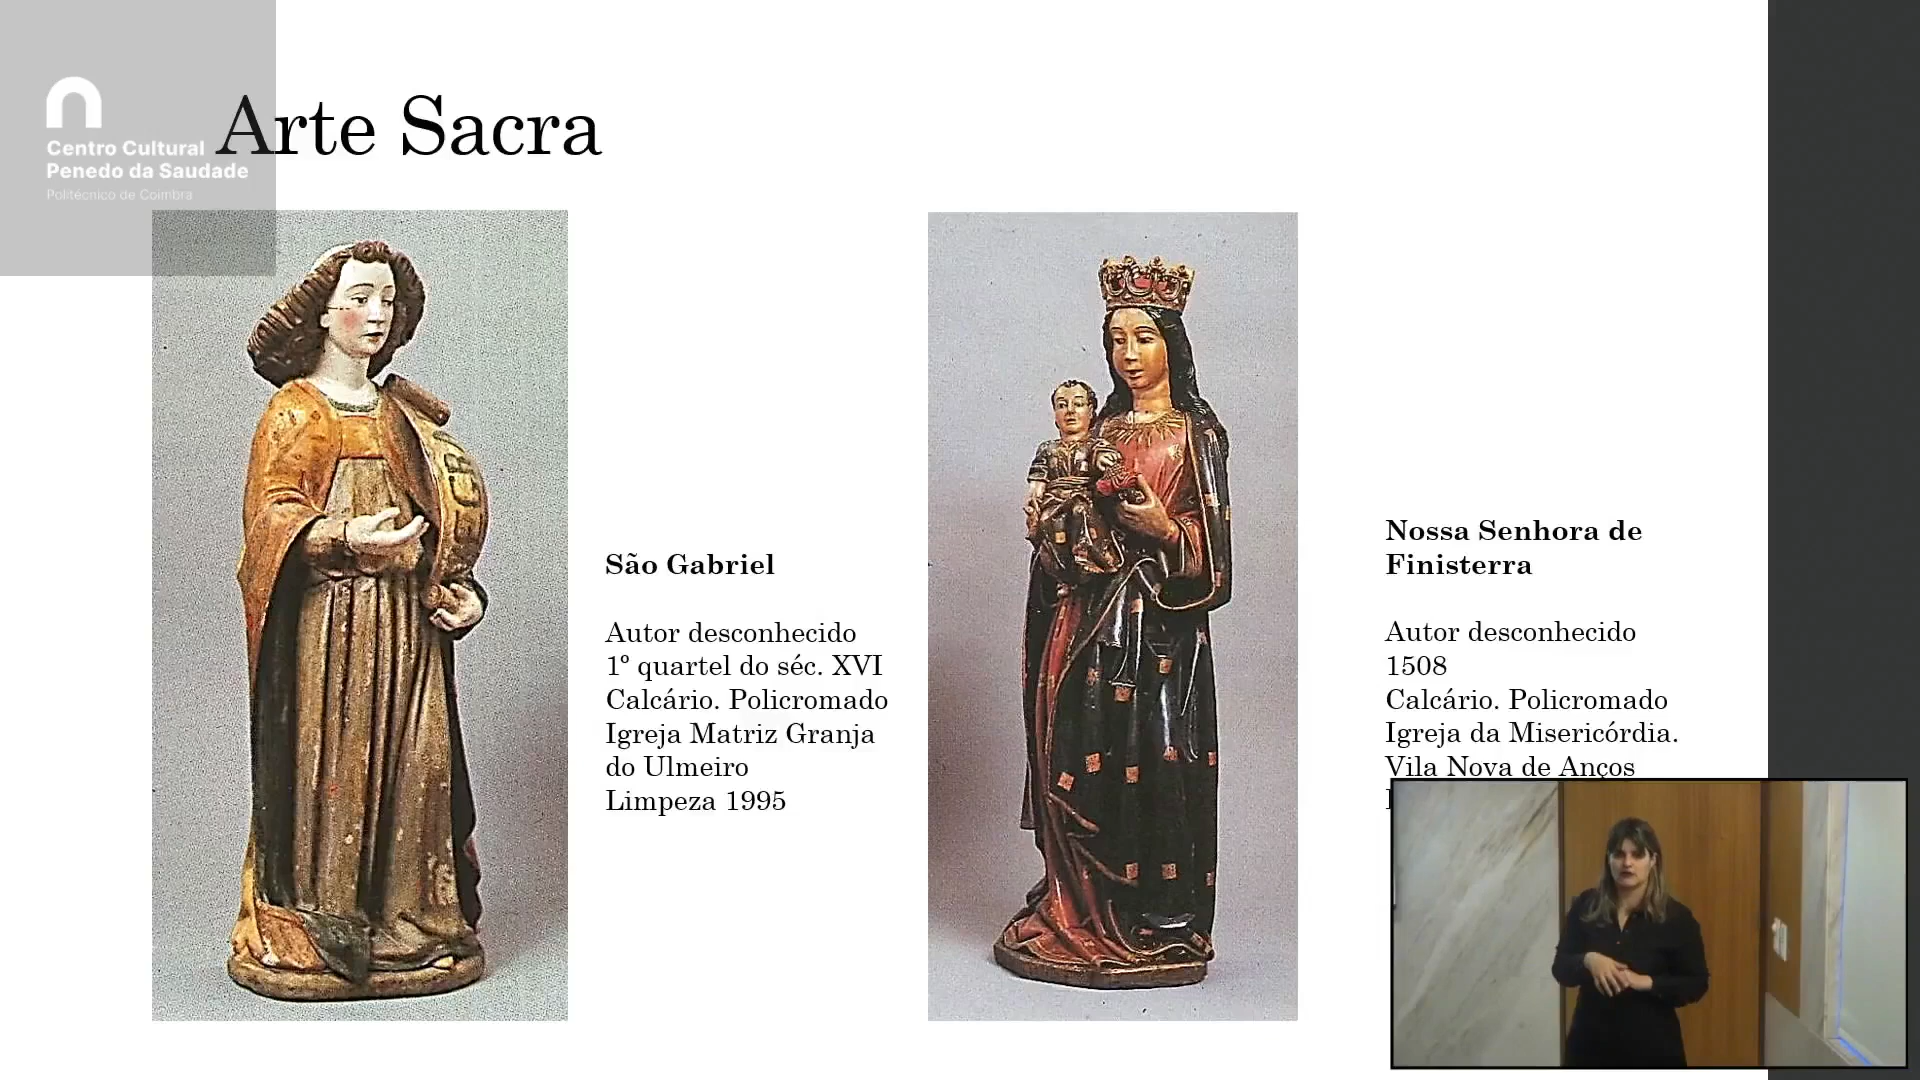 Centro Cultural
Penedo da Saudade
Politécnico de Coimbra
Arte Sacra
São Gabriel
Autor desconhecido
1º quartel do séc. XVI
Calcário. Policromado
Igreja Matriz Granja
do Ulmeiro
Limpeza 1995
Nossa Senhora de
Finisterra
Autor desconhecido
1508
Calcário. Policromado
Igreja da Misericórdia.
Vila Nova de Anços